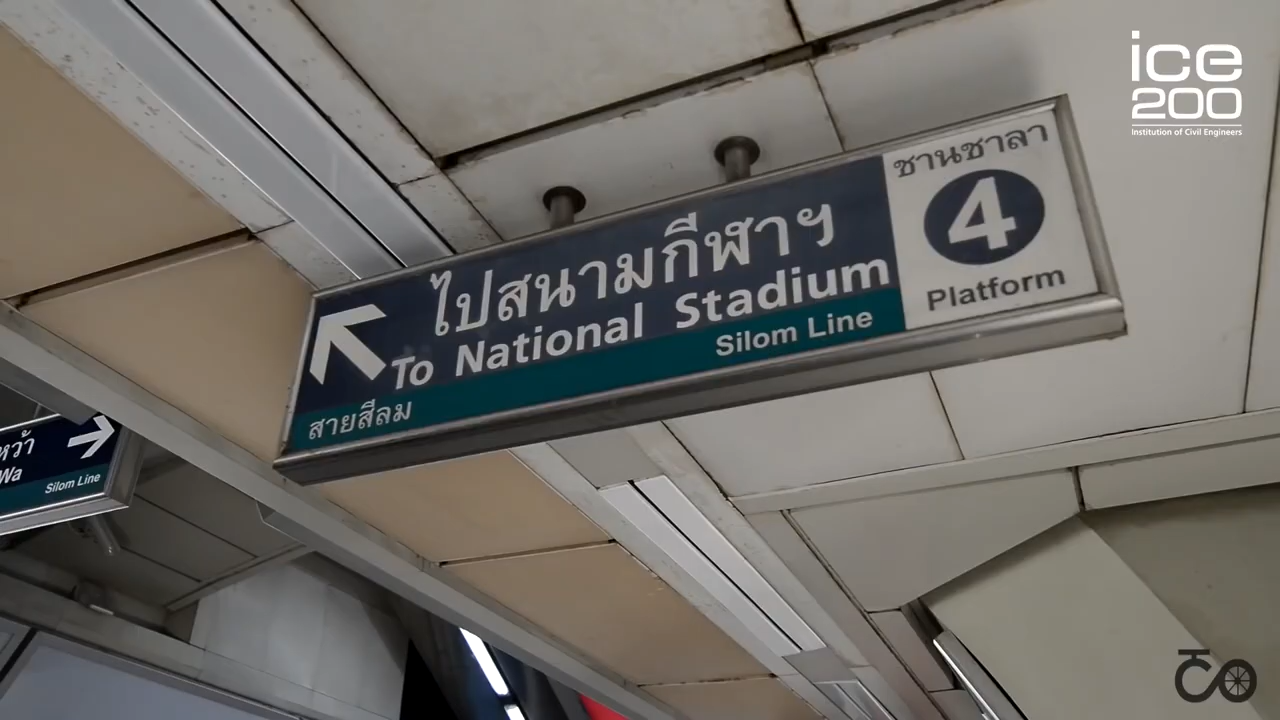 ice
200
Institution of Civil Engineers
ชานชาลา
4
Platform
ไปสนามกีฬาฯ
To National Stadium
Silom Line
สายสีลม
หว้า
Wa
Silom Line